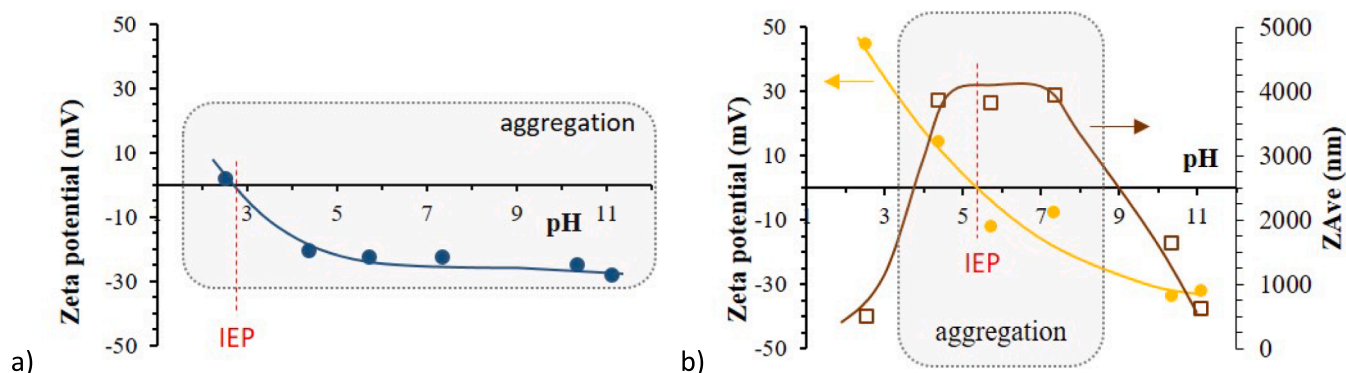 a)
Zeta potential (mV)
50
30
10
-10
-30
-50
3
5
7
9
11
pH
aggregation
IEP
b)
Zeta potential (mV)
50
30
10
-10
-30
-50
3
5
7
9
11
pH
IEP
aggregation
5000
4000
3000
2000
1000
0
ZAve (nm)